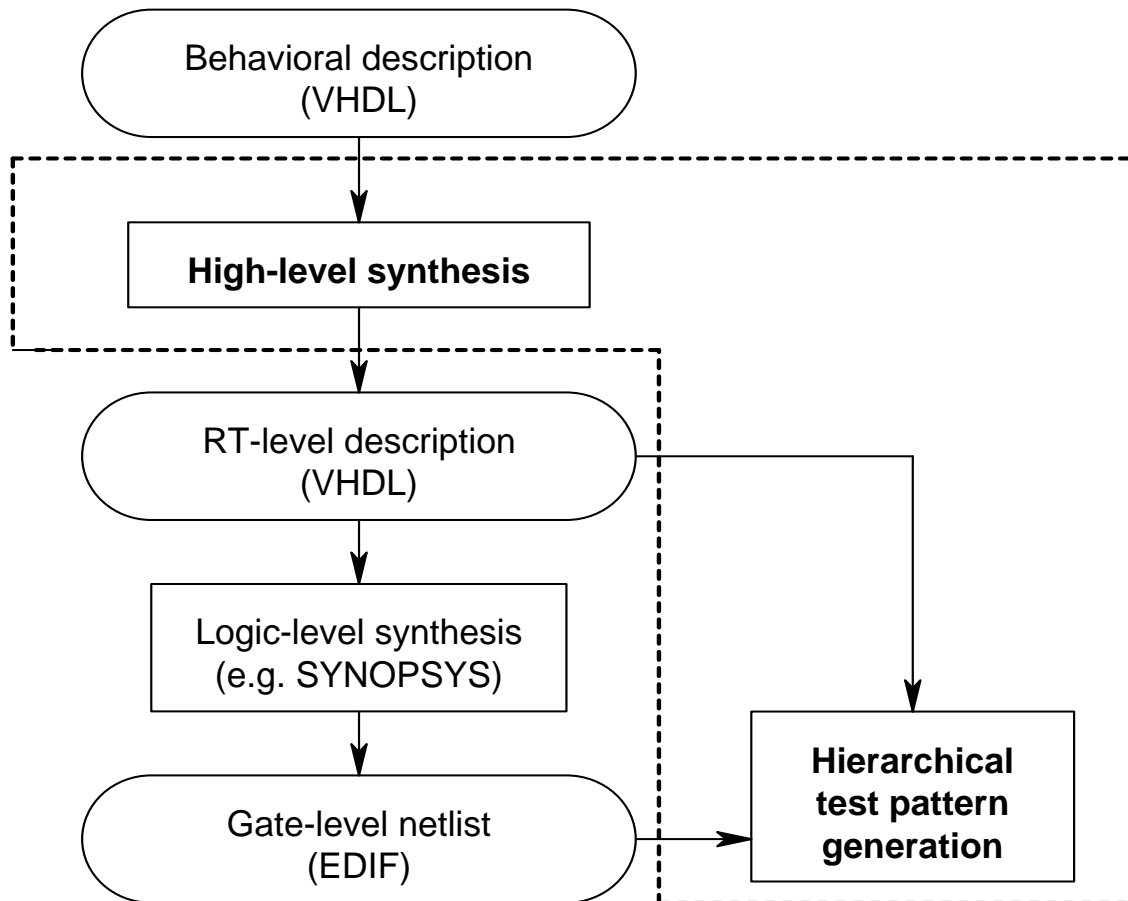 Behavioral description
(VHDL)
High-level synthesis
RT-level description
(VHDL)
Logic-level synthesis
(e.g. SYNOPSYS)
Hierarchical
test pattern
generation
Gate-level netlist
(EDIF)